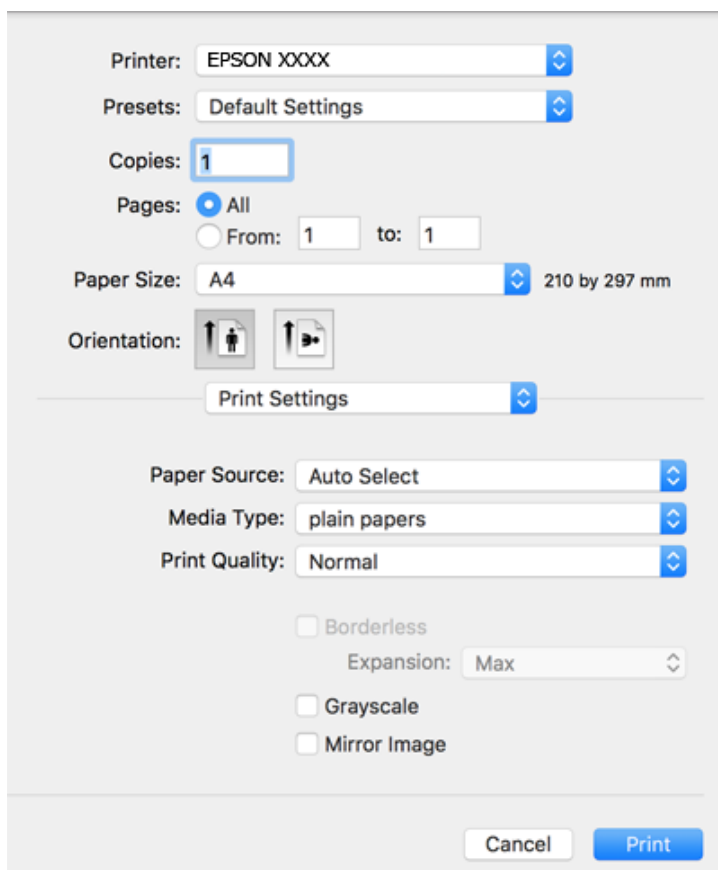 Printer: EPSON XXXX
Presets: Default Settings
Copies: 1
Pages: All
From: 1 to: 1
Paper Size: A4 210 by 297 mm
Orientation:
Print Settings
Paper Source: Auto Select
Media Type: plain papers
Print Quality: Normal
Borderless
Expansion: Max
Grayscale
Mirror Image
Cancel Print